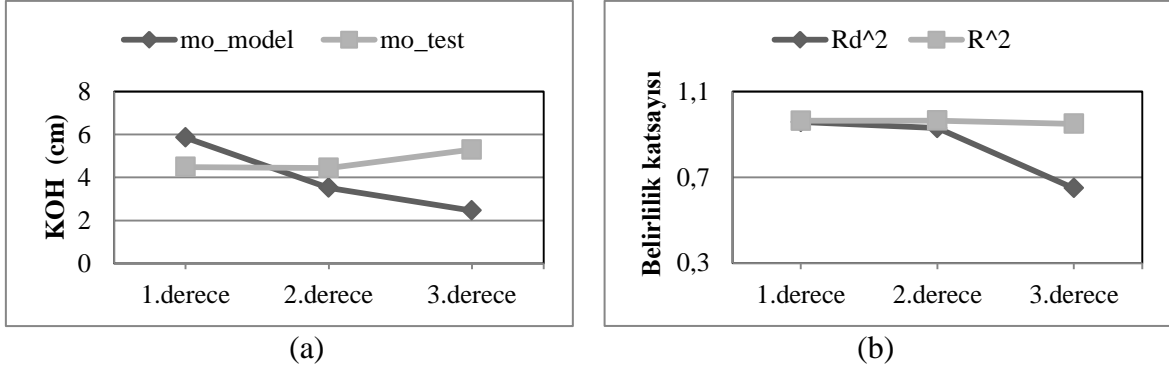 mo_model mo_test
KOH (cm)
8
6
4
2
0
1.derece 2.derece 3.derece
(a)
Rd^2 R^2
Belirlilik katsayısı
1,1
0,7
0,3
1.derece 2.derece 3.derece
(b)